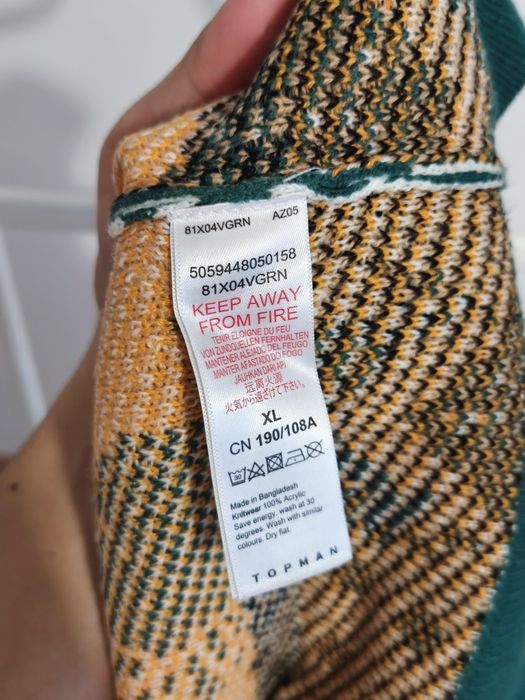 81X04VGRN AZ05
5059448050158
81X04VGRN
KEEP AWAY
FROM FIRE
TENIR ÉLOIGNE DU FEU
VON ZUNDQUELLEN FERNHALTEN
MANTENER ALEJADO DEL FUEGO
MANTER AFASTADO DO FOGO
JAUHKAN DARI API
远离火源
火気から遠ざけて下さい。
XL
CN 190/108A
30
Made in Bangladesh
Knitwear 100% Acrylic
Save energy, wash at 30
degrees. Wash with similar
colours. Dry flat.
TOPMAN